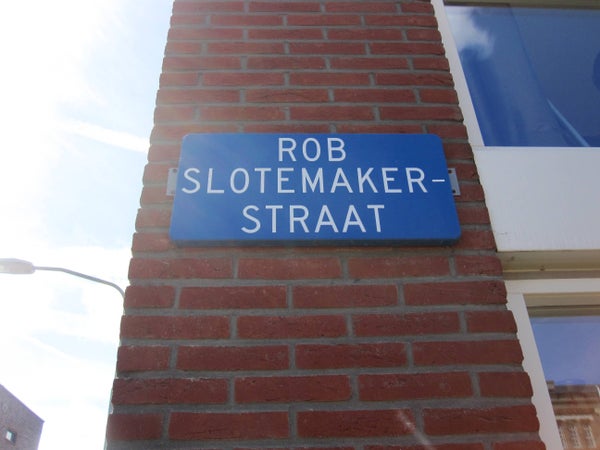 ROB
SLOTEMAKER-
STRAAT